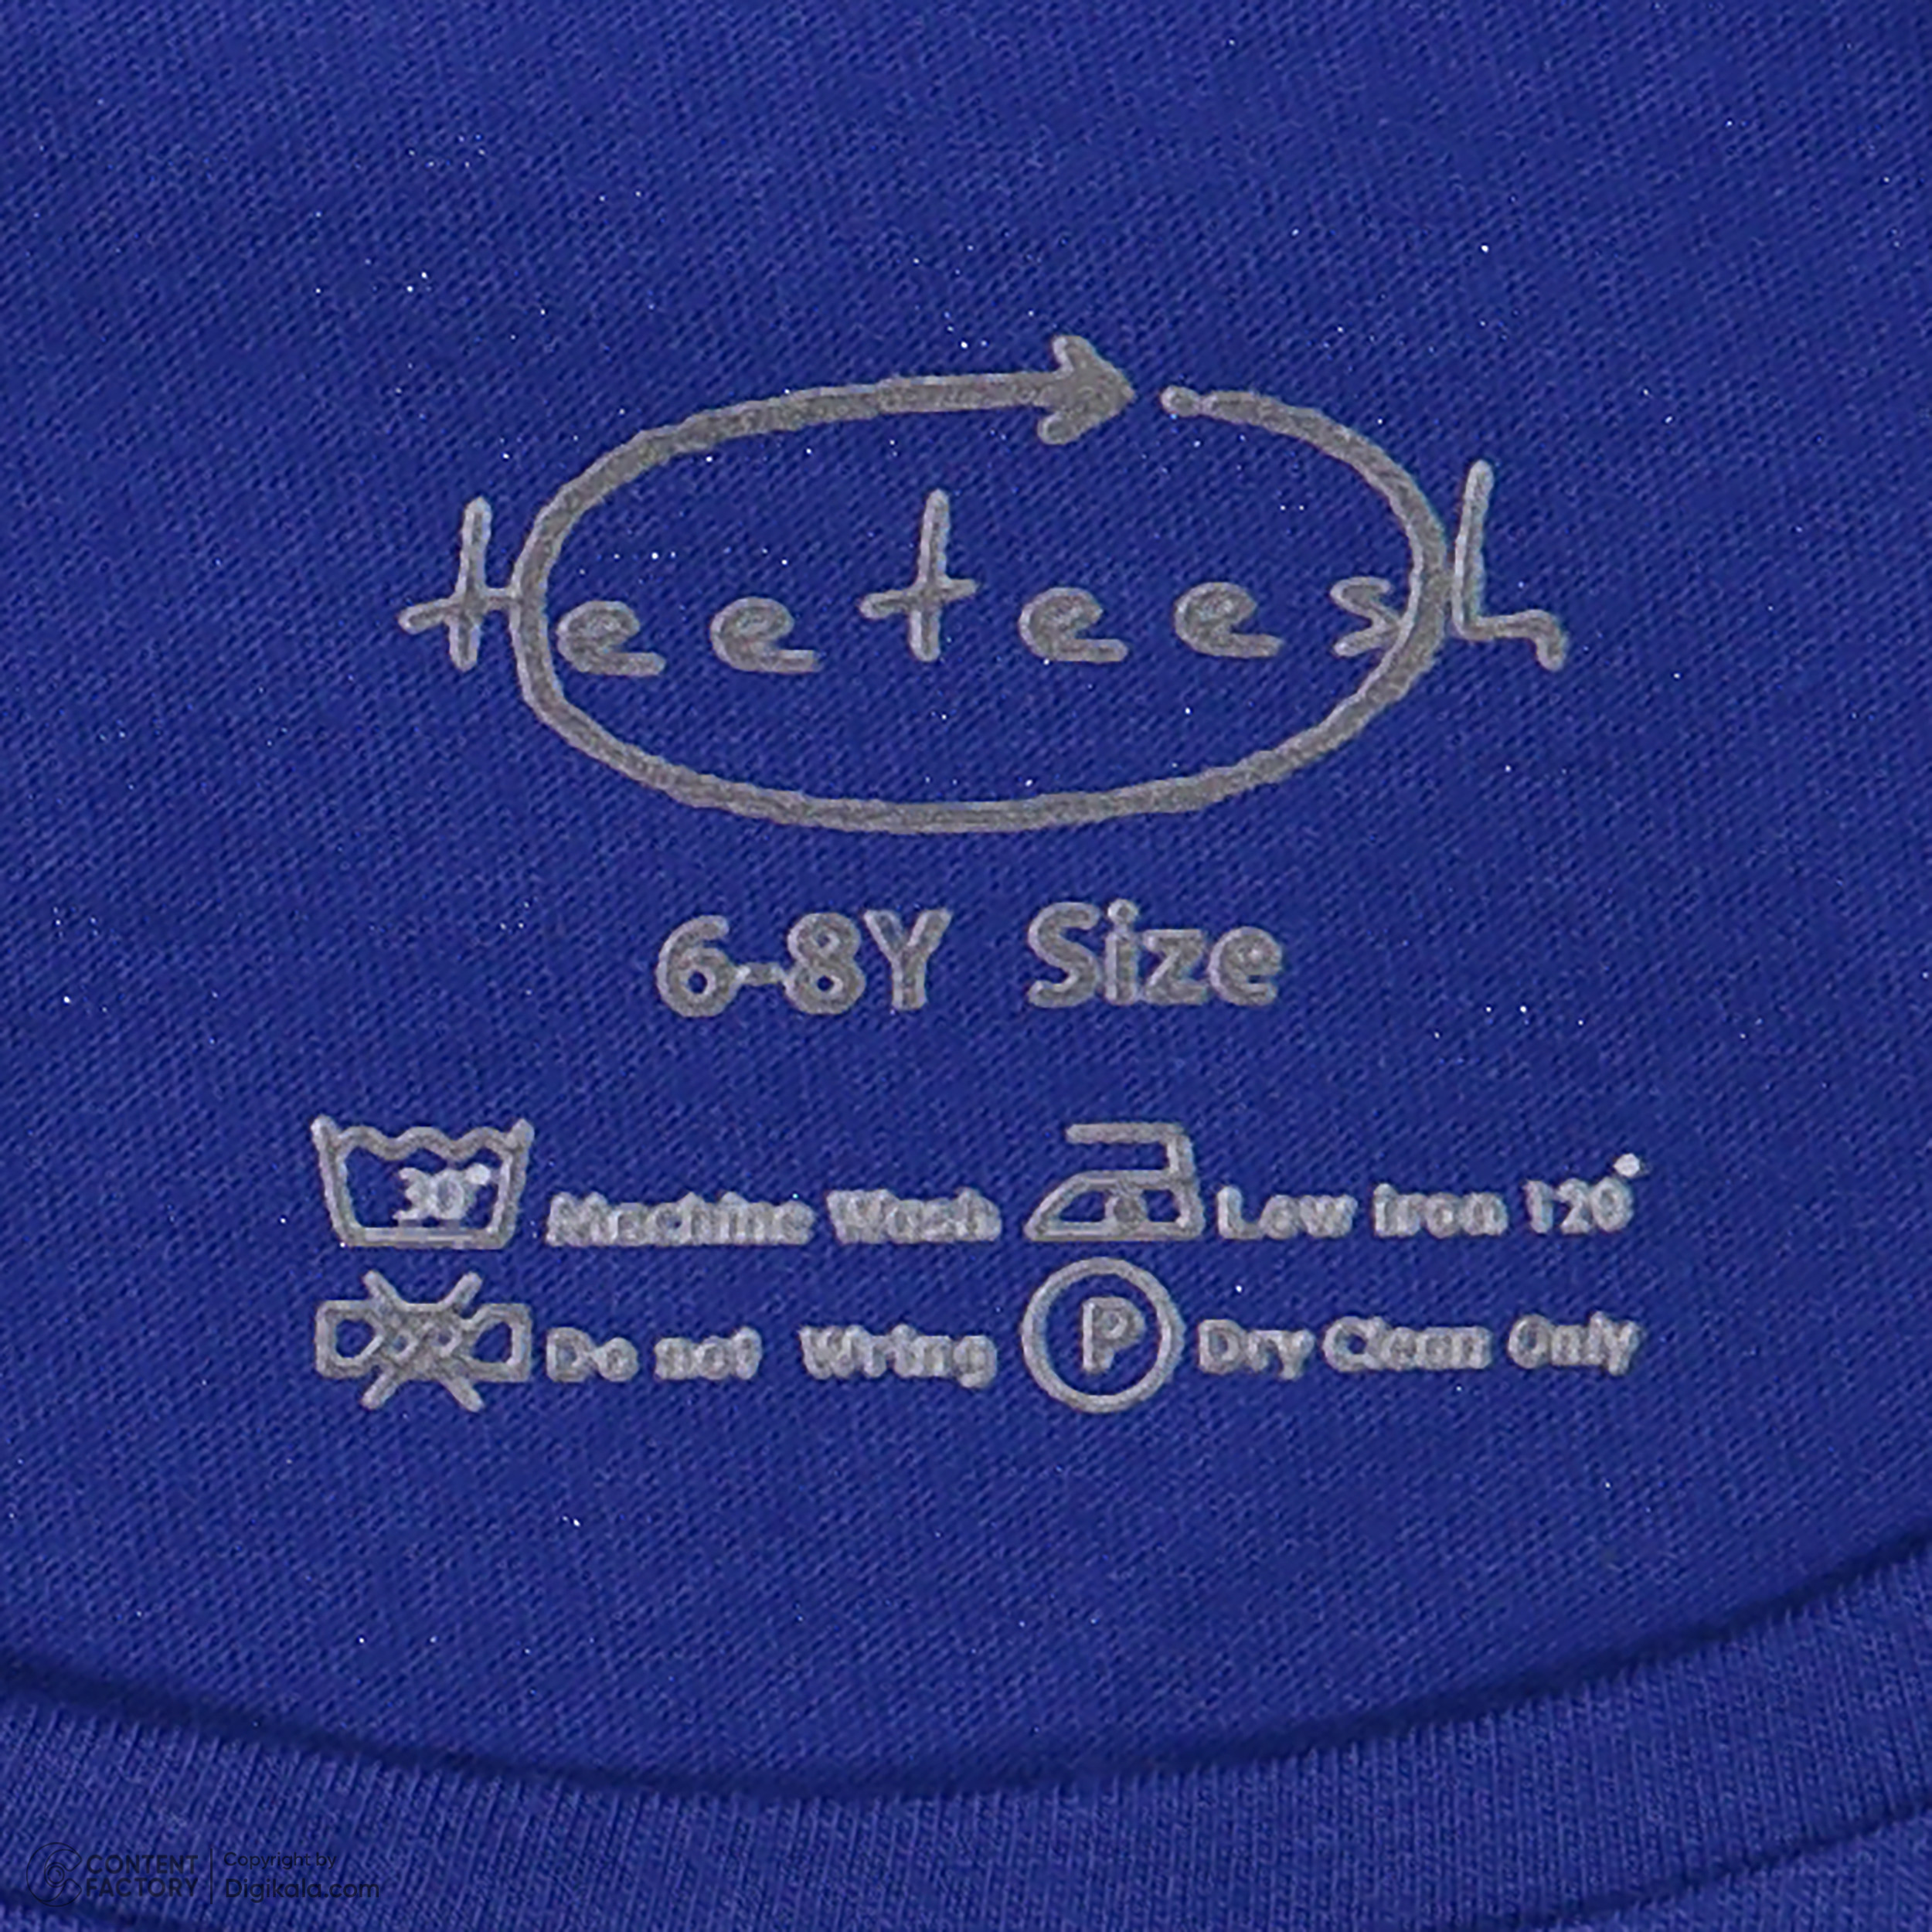 teeteesh
6-8Y Size
30° Machine Wash Low iron 120°
Do not Wring P Dry Clean Only
CONTENT FACTORY
Copyright by
Digikala.com